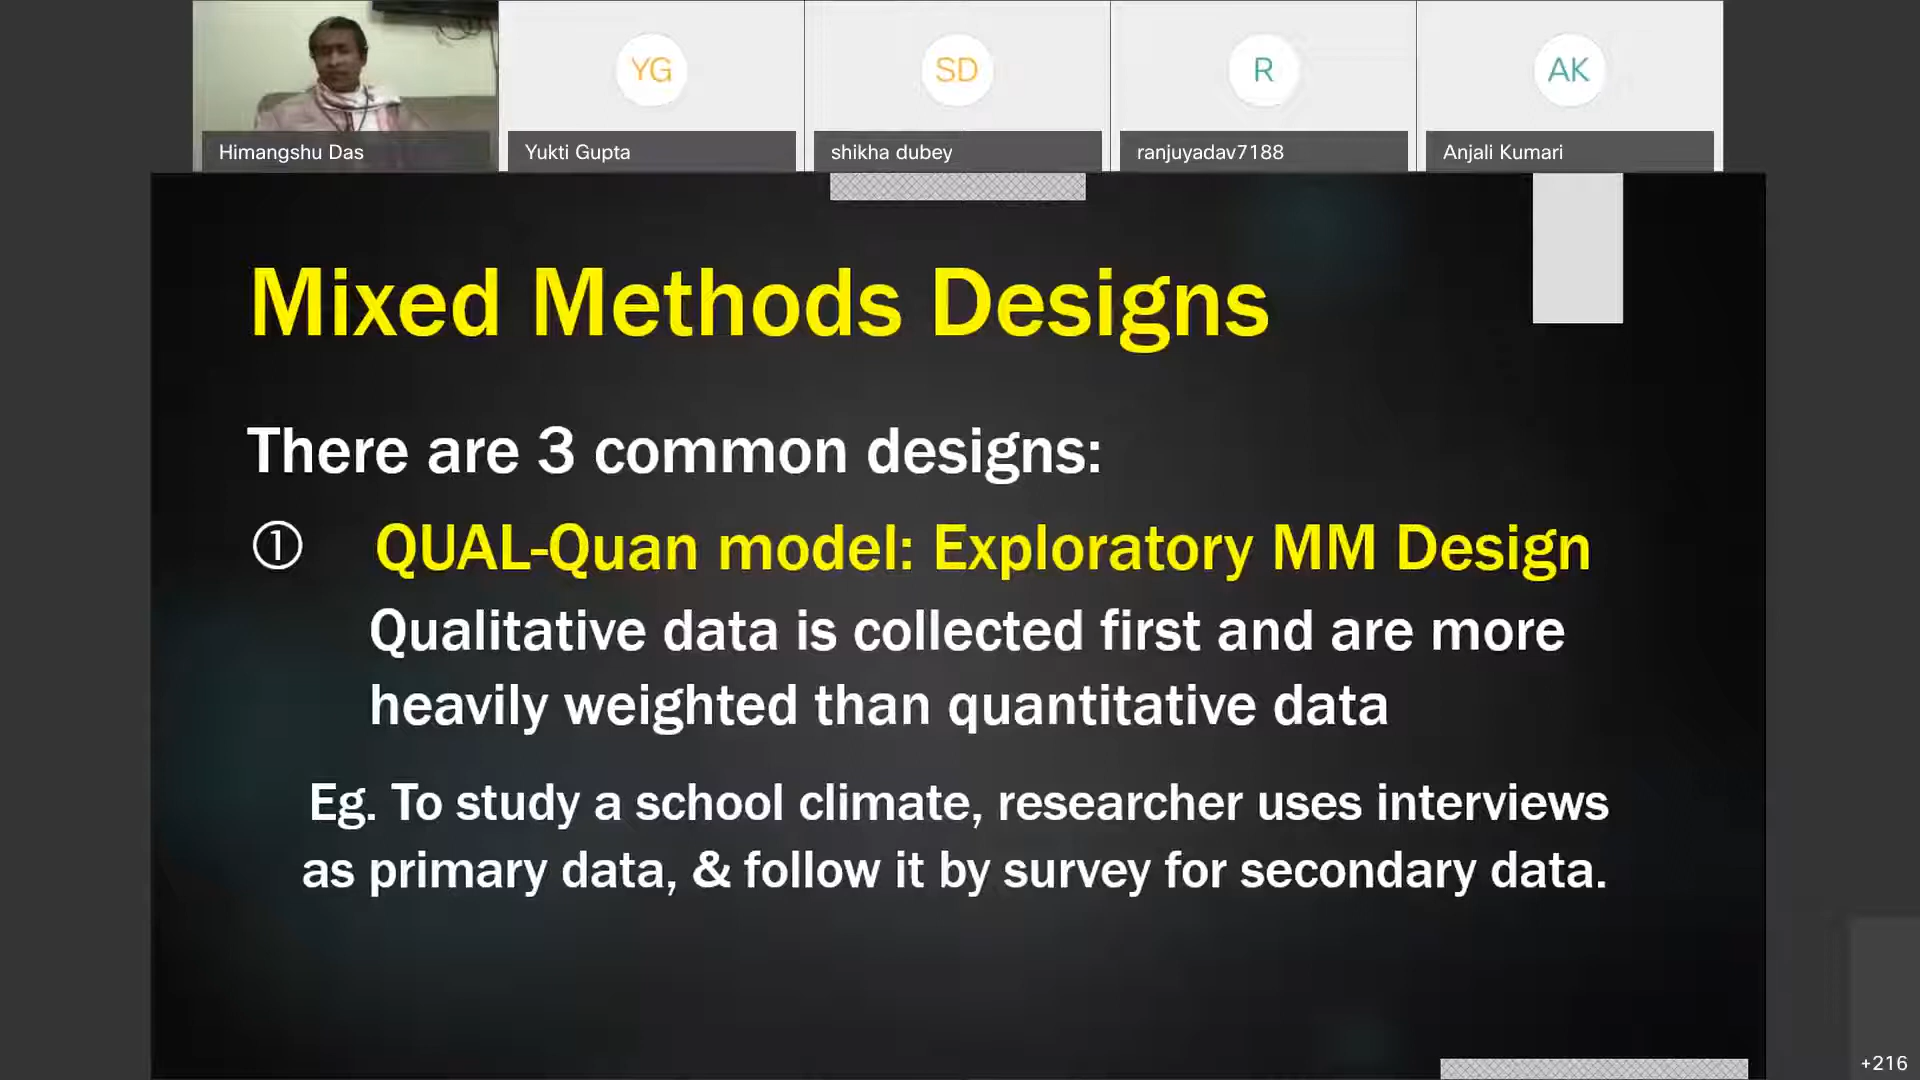 YG
SD
R
AK
Himangshu Das
Yukti Gupta
shikha dubey
ranjuyadav7188
Anjali Kumari
Mixed Methods Designs
There are 3 common designs:
① QUAL-Quan model: Exploratory MM Design
Qualitative data is collected first and are more
heavily weighted than quantitative data
Eg. To study a school climate, researcher uses interviews
as primary data, & follow it by survey for secondary data.
+216